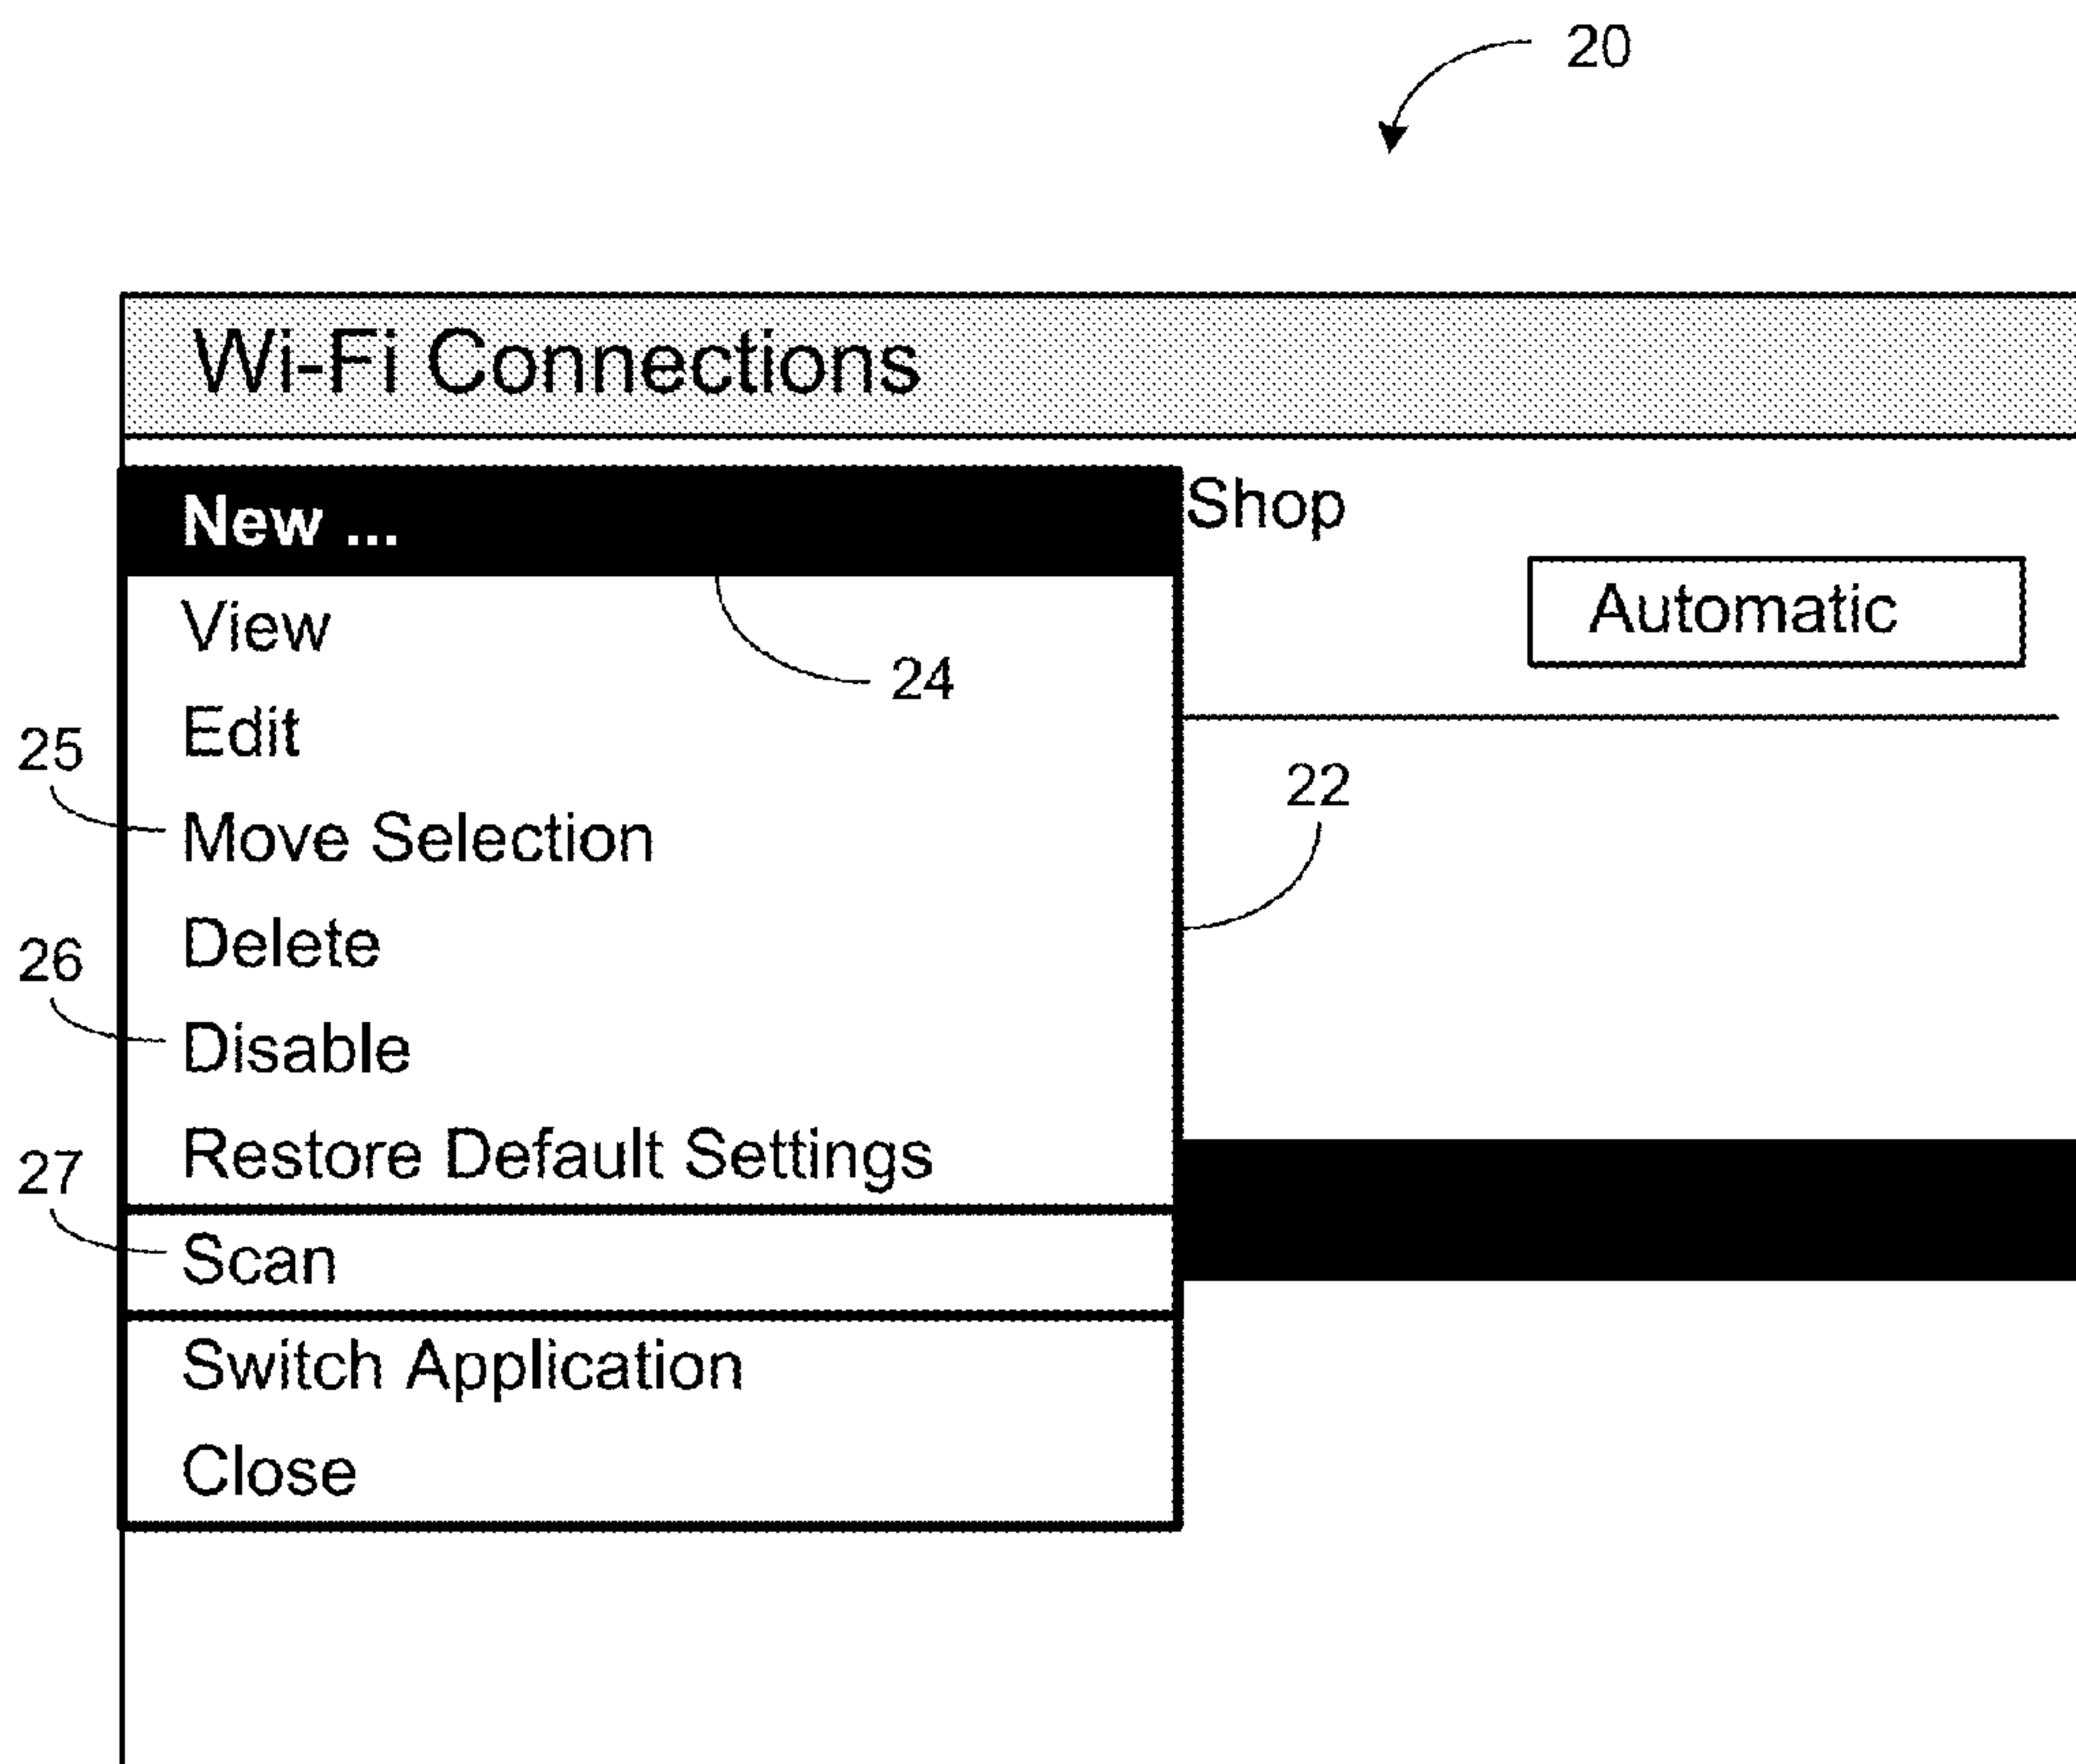 20
Wi-Fi Connections
New ...
Shop
View
Automatic
24
Edit
25
22
Move Selection
Delete
26
Disable
Restore Default Settings
27
Scan
Switch Application
Close